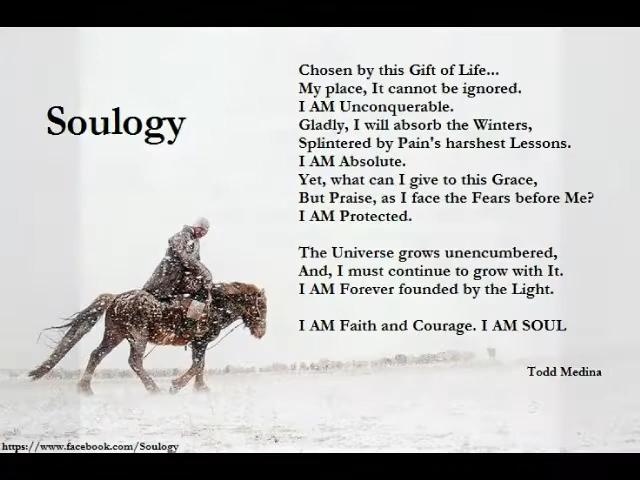 Soulogy
Chosen by this Gift of Life...
My place, It cannot be ignored.
I AM Unconquerable.
Gladly, I will absorb the Winters,
Splintered by Pain's harshest Lessons.
I AM Absolute.
Yet, what can I give to this Grace,
But Praise, as I face the Fears before Me?
I AM Protected.
The Universe grows unencumbered,
And, I must continue to grow with It.
I AM Forever founded by the Light.
I AM Faith and Courage. I AM SOUL
Todd Medina
https://www.facebook.com/Soulogy